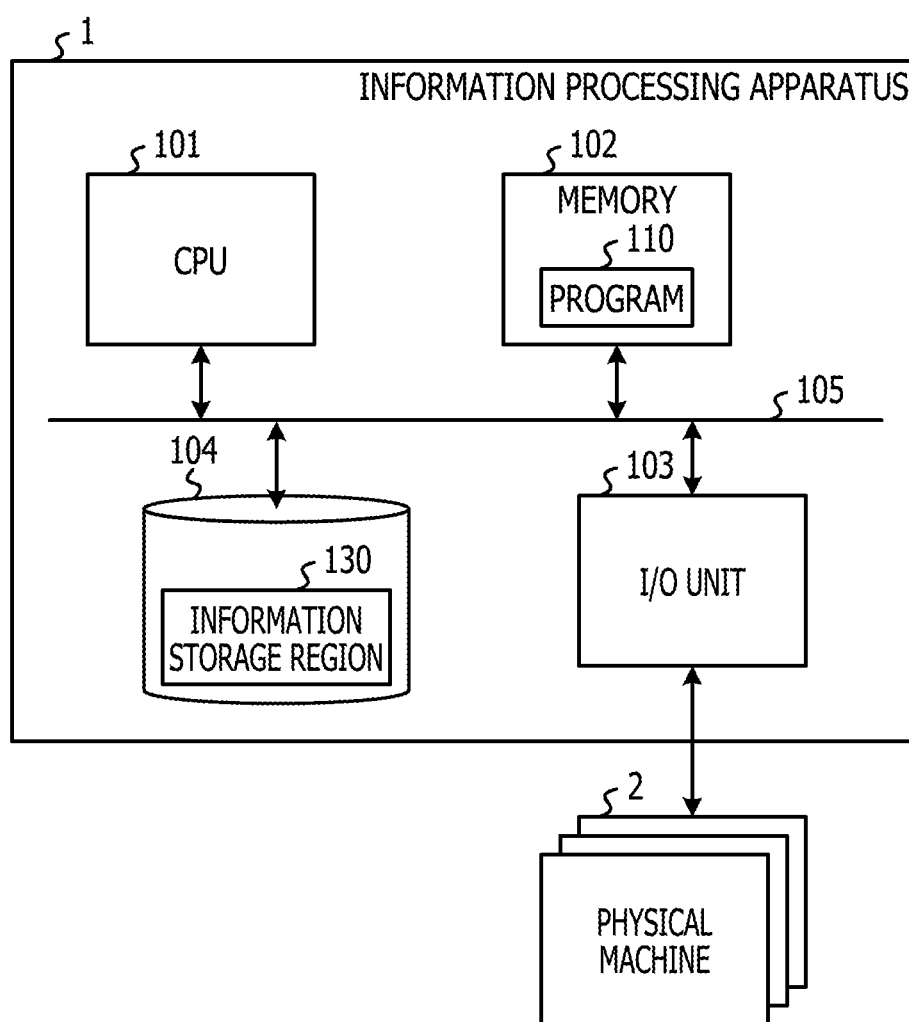 1
INFORMATION PROCESSING APPARATUS
101
102
CPU
MEMORY
110
PROGRAM
105
104
103
130
INFORMATION
STORAGE REGION
I/O UNIT
2
PHYSICAL
MACHINE